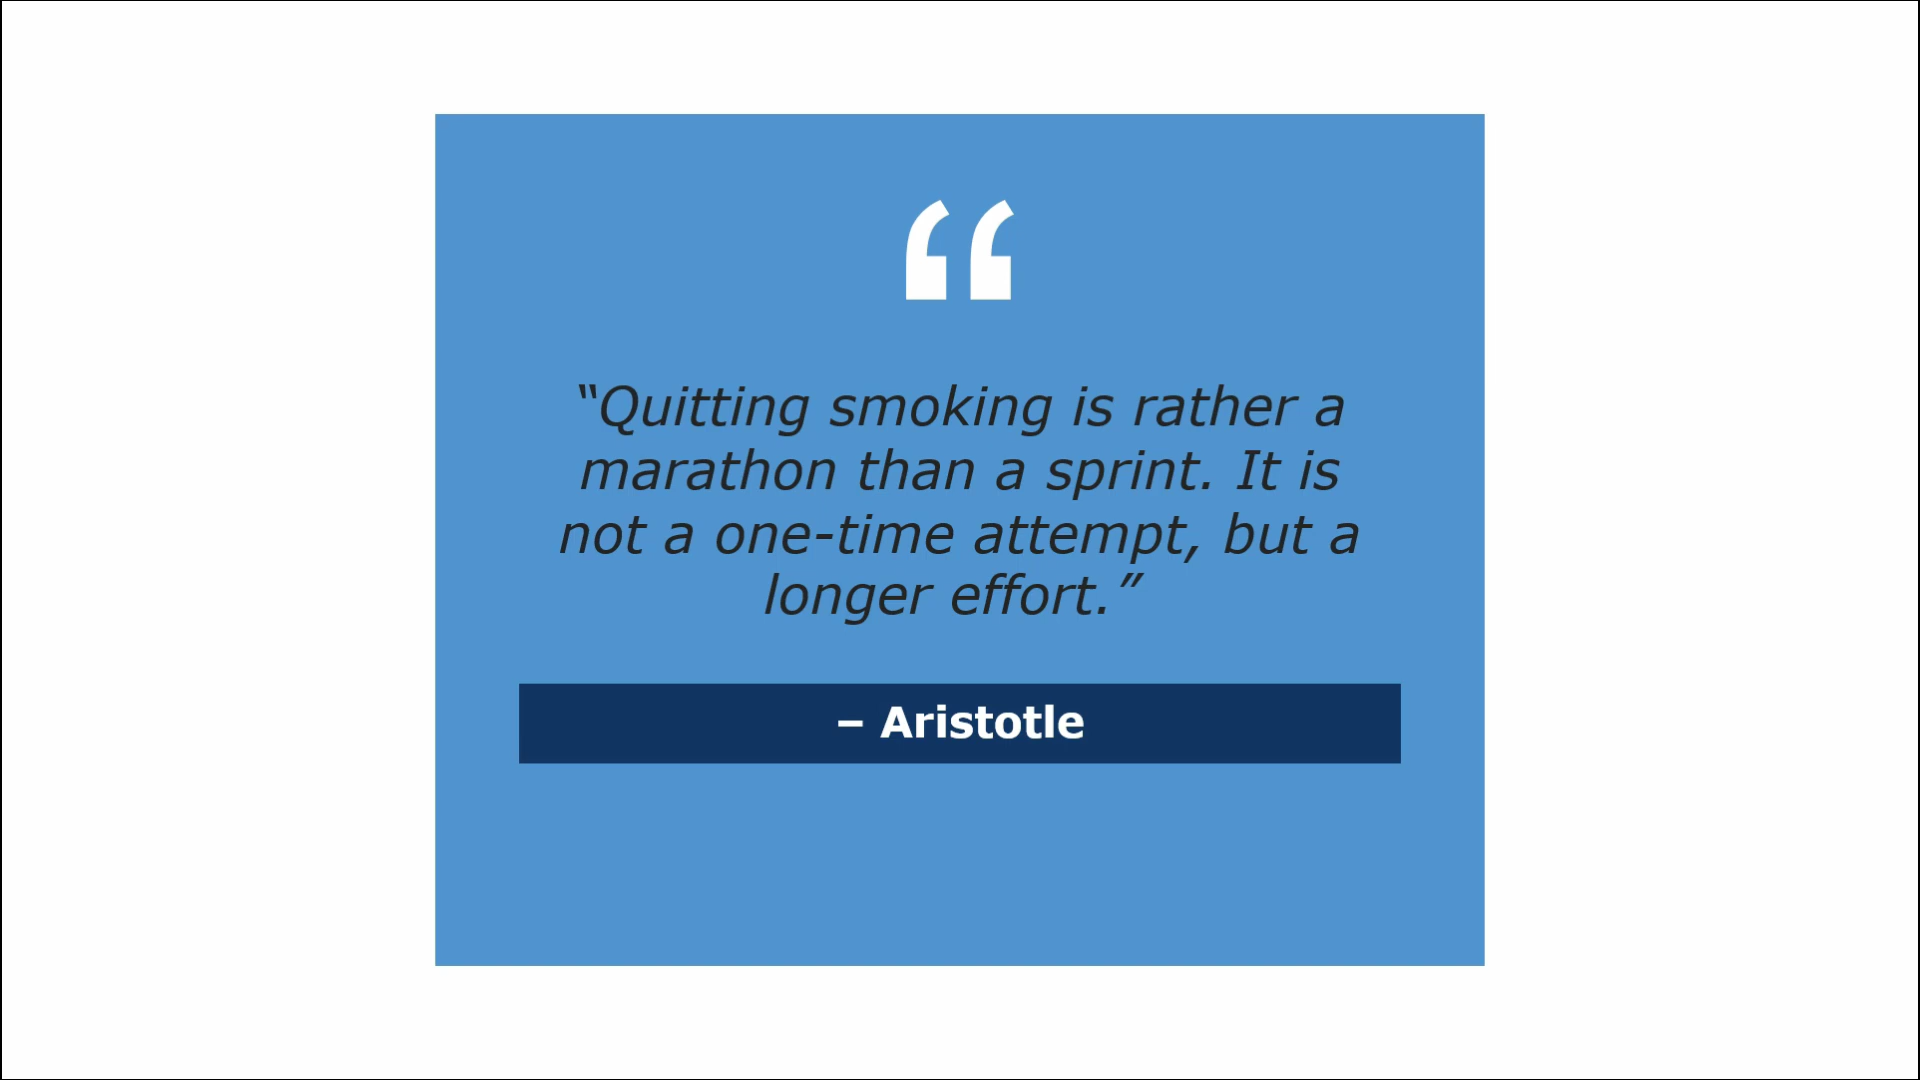 “
“Quitting smoking is rather a
marathon than a sprint. It is
not a one-time attempt, but a
longer effort.”
– Aristotle